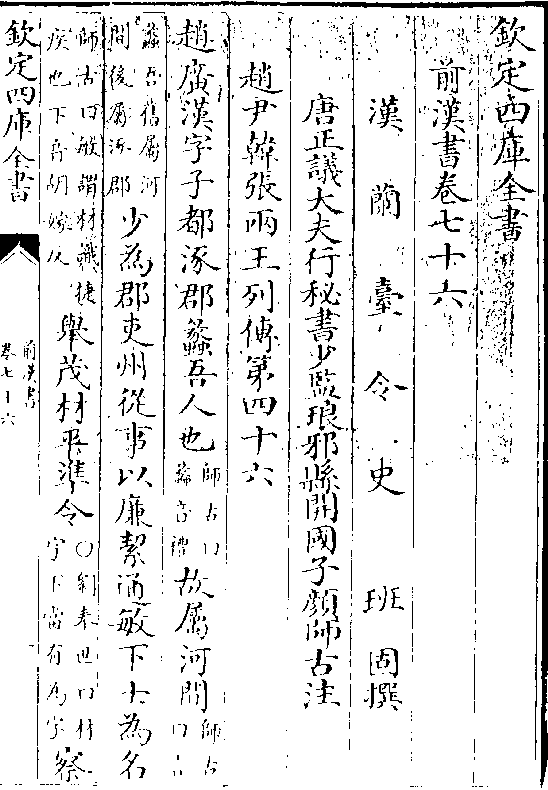 欽定四庫全書
前漢書卷七十六
漢 蘭 臺 令 史 班固撰
唐正議大夫行秘書少監琅邪縣開國子顏師古注
趙尹韓張兩王列傳第四十六
趙廣漢字子都涿郡蠡吾人也師古曰蠡音禮故屬河間師古曰言
蠡吾舊屬河間後屬涿郡少為郡吏州從事以廉絜通敏下士為名
師古曰敏謂材識捷疾也下音胡嫁反舉茂材平準令○劉奉世曰材字下當有為字察
欽定四庫全書
前漢書
卷七十六